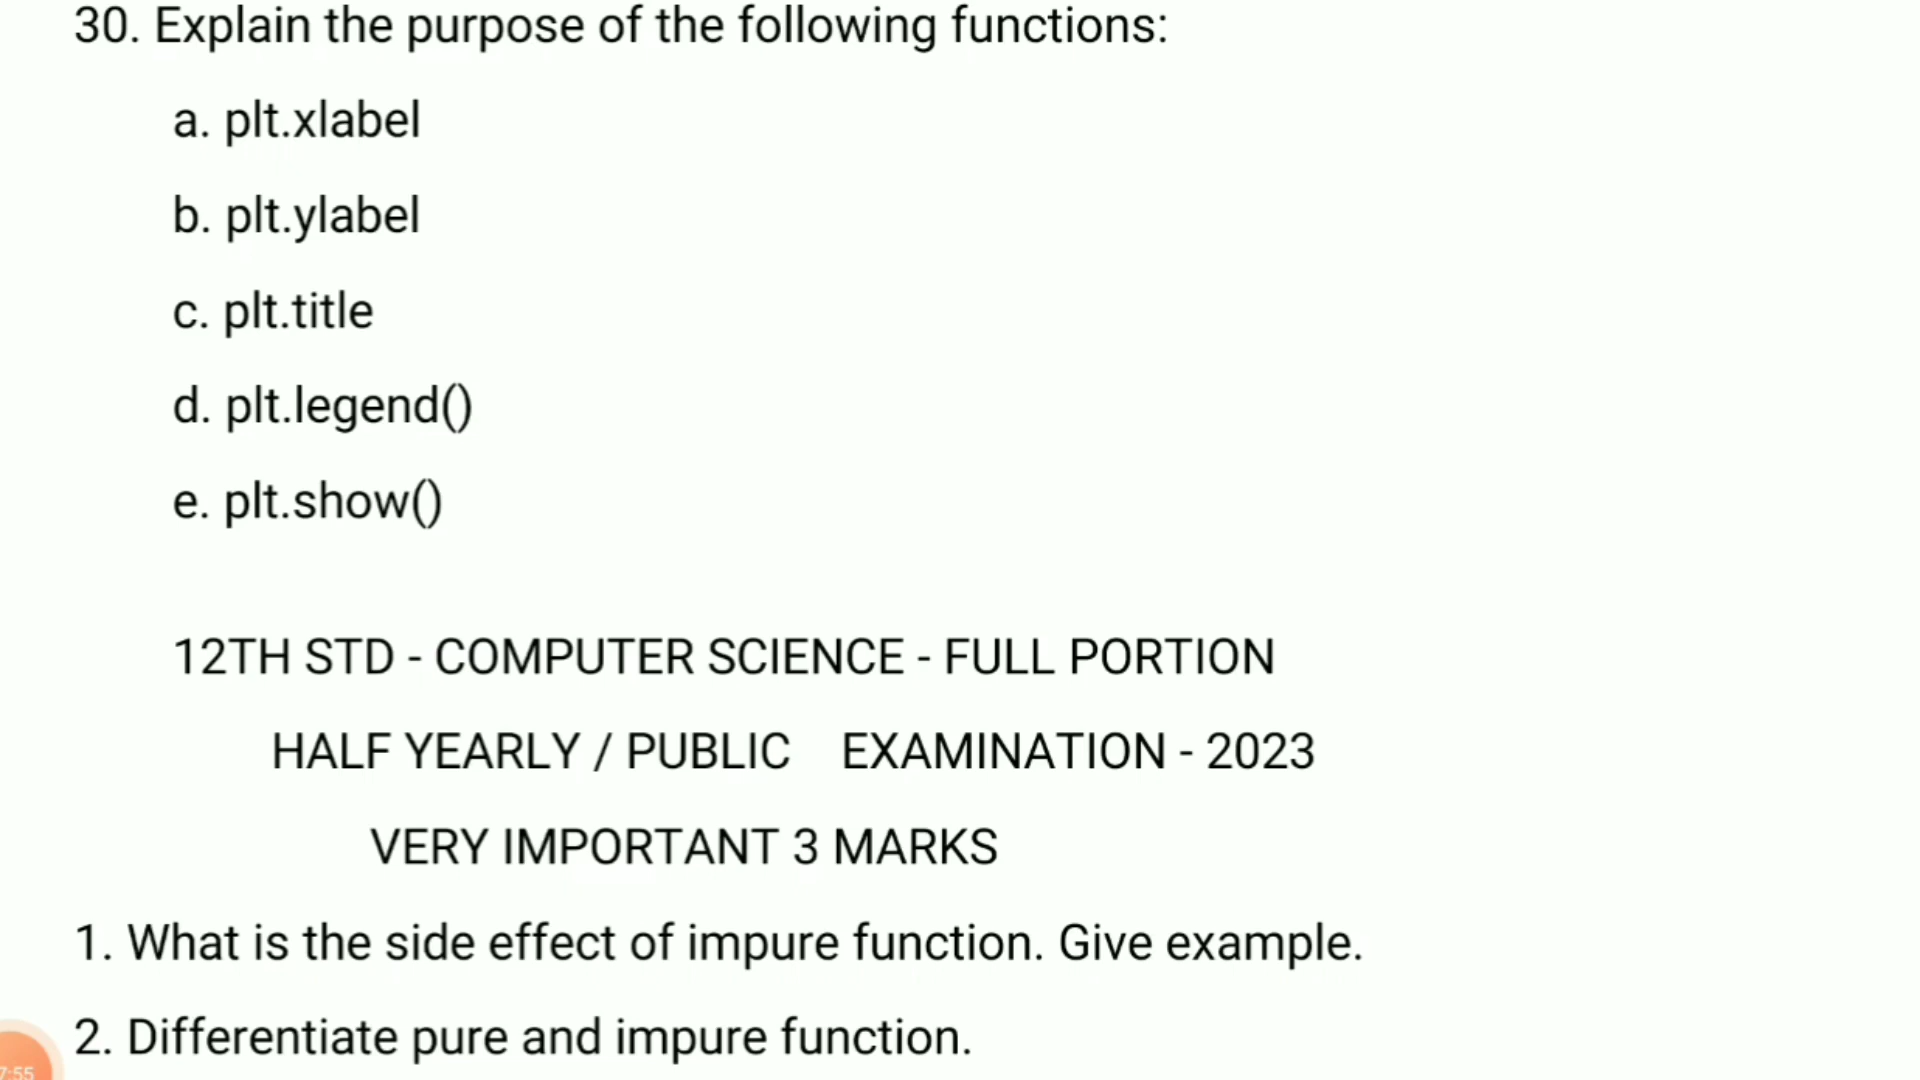 30. Explain the purpose of the following functions:
a. plt.xlabel
b. plt.ylabel
c. plt.title
d. plt.legend()
e. plt.show()
12TH STD - COMPUTER SCIENCE - FULL PORTION
HALF YEARLY / PUBLIC EXAMINATION - 2023
VERY IMPORTANT 3 MARKS
1. What is the side effect of impure function. Give example.
2. Differentiate pure and impure function.